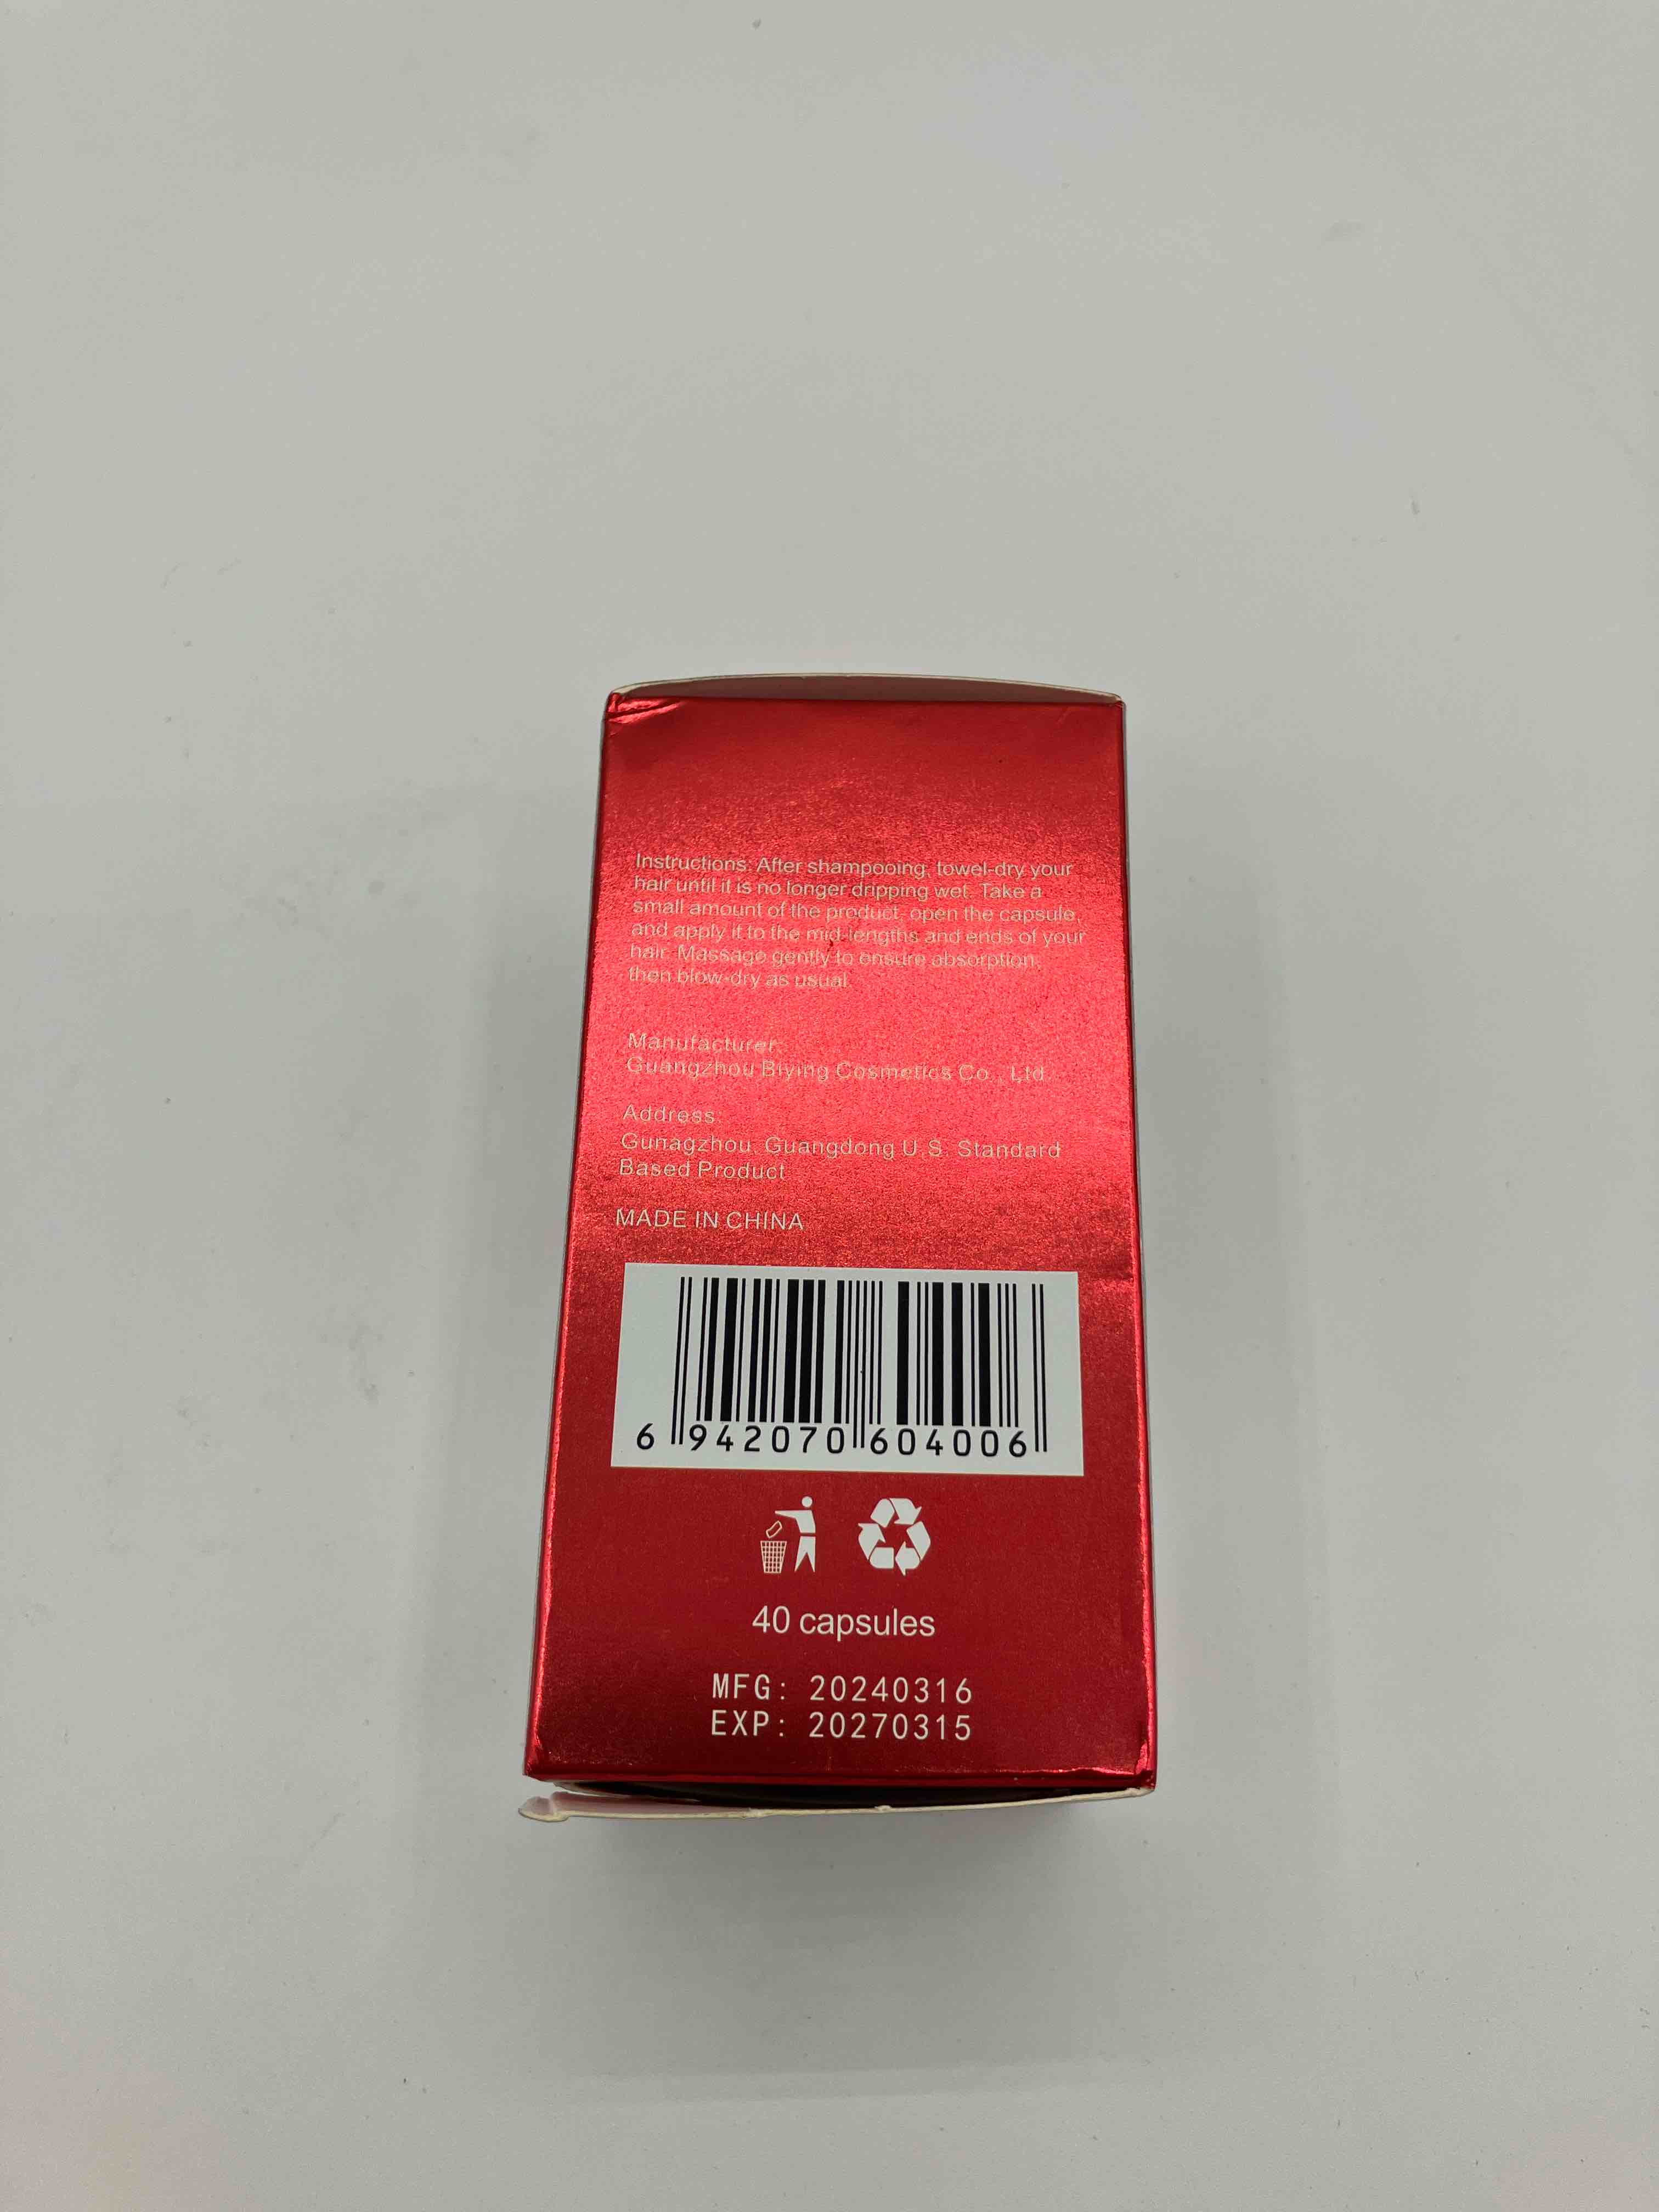 Instructions: After shampooing, towel-dry your
hair until it is no longer dripping wet. Take a
small amount of the product, open the capsule,
and apply it to the mid-lengths and ends of your
hair. Massage gently to ensure absorption,
then blow-dry as usual.
Manufacturer:
Guangzhou Biying Cosmetics Co., Ltd.
Address:
Gunagzhou, Guangdong U.S. Standard
Based Product
MADE IN CHINA
6 942070 604006
40 capsules
MFG: 20240316
EXP: 20270315